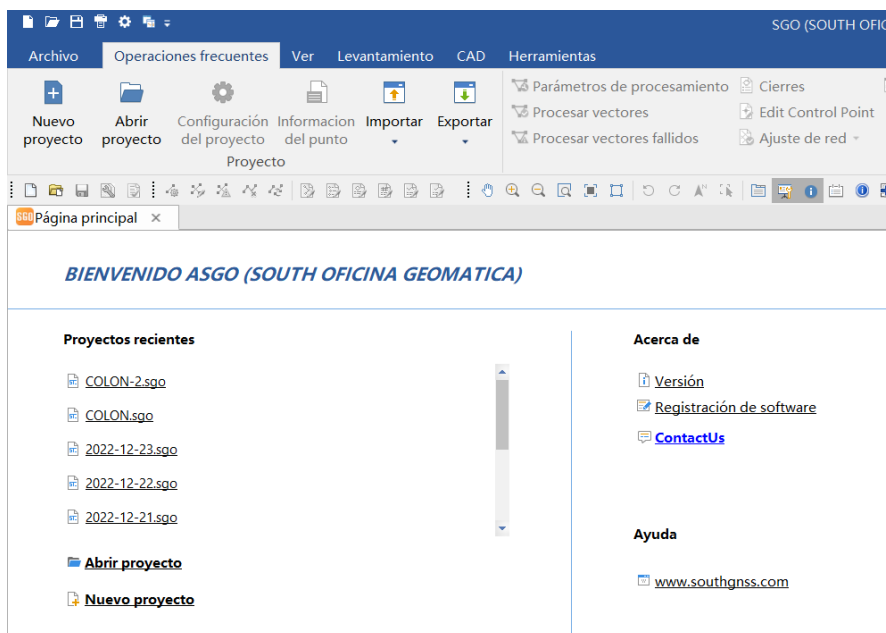 SGO (SOUTH OFIC
Archivo Operaciones frecuentes Ver Levantamiento CAD Herramientas
Nuevo proyecto
Abrir proyecto
Configuración del proyecto
Informacion del punto
Importar
Exportar
Parámetros de procesamiento
Procesar vectores
Procesar vectores fallidos
Cierres
Edit Control Point
Ajuste de red
Proyecto
SGO Página principal
BIENVENIDO ASGO (SOUTH OFICINA GEOMATICA)
Proyectos recientes
COLON-2.sgo
COLON.sgo
2022-12-23.sgo
2022-12-22.sgo
2022-12-21.sgo
Abrir proyecto
Nuevo proyecto
Acerca de
Versión
Registración de software
ContactUs
Ayuda
www.southgnss.com